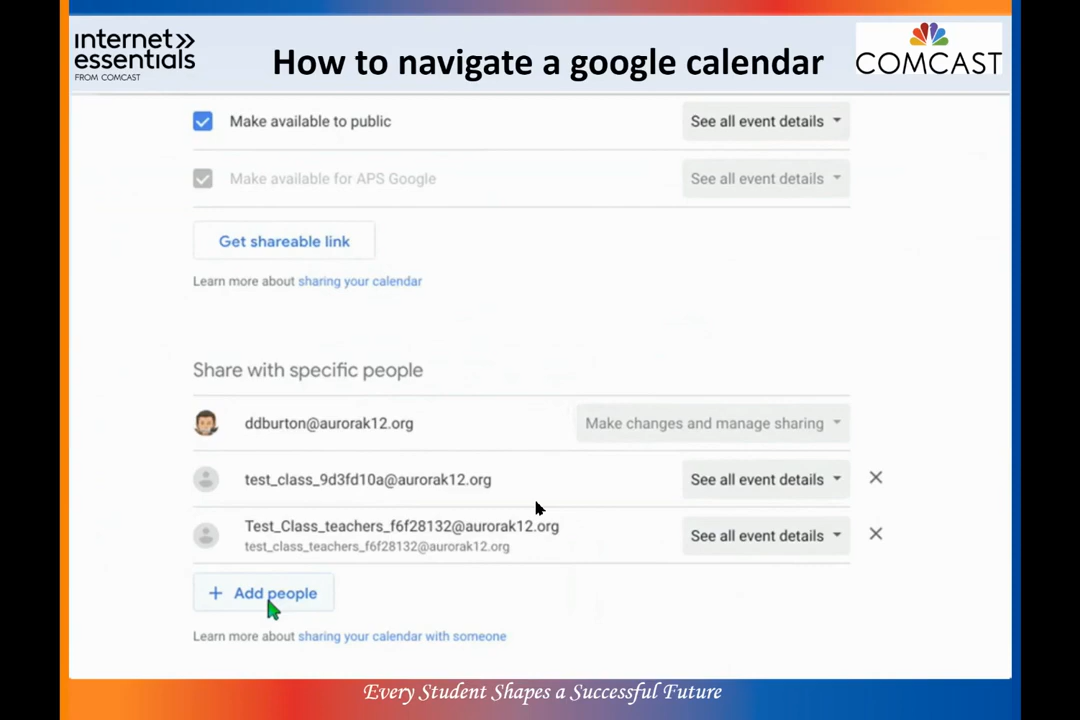 internet>>
essentials
FROM COMCAST
How to navigate a google calendar
COMCAST
Make available to public
See all event details
Make available for APS Google
See all event details
Get shareable link
Learn more about sharing your calendar
Share with specific people
ddburton@aurorak12.org
Make changes and manage sharing
test_class_9d3fd10a@aurorak12.org
See all event details
Test_Class_teachers_f6f28132@aurorak12.org
test_class_teachers_f6f28132@aurorak12.org
See all event details
+ Add people
Learn more about sharing your calendar with someone
Every Student Shapes a Successful Future